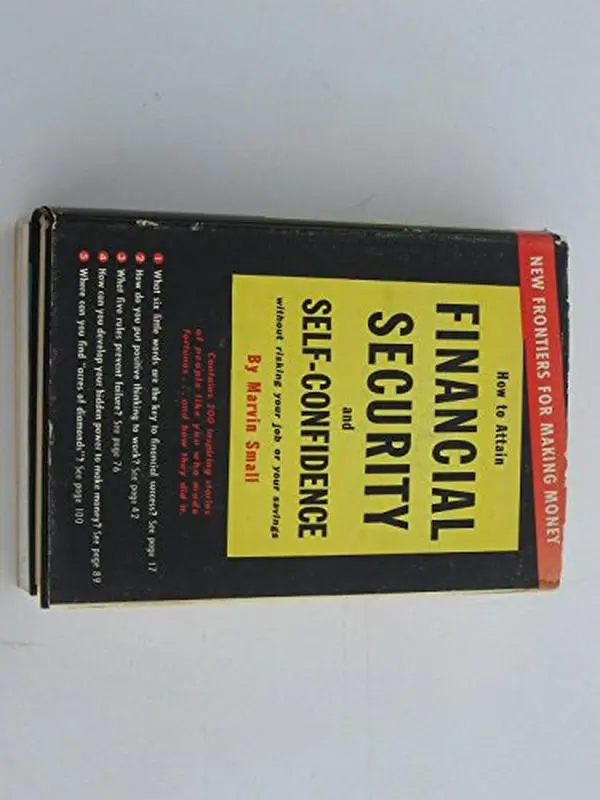 NEW FRONTIERS FOR MAKING MONEY
How to Attain
FINANCIAL
SECURITY
and
SELF-CONFIDENCE
without risking your job or your savings
By Marvin Small
Contains 200 inspiring stories
of people like you who made
fortunes . . . and how they did it.
1 What six little words are the key to financial success? See page 17
2 How do you put positive thinking to work? See page 42
3 What five rules prevent failure? See page 76
4 How can you develop your hidden power to make money? See page 89
5 Where can you find "acres of diamonds"? See page 100